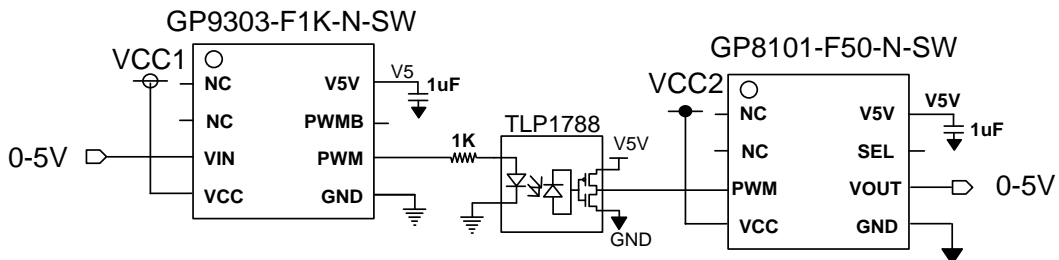 GP9303-F1K-N-SW
VCC1
NC
V5V
V5
1uF
NC
PWMB
0-5V
VIN
PWM
1K
VCC
GND
TLP1788
V5V
GND
GP8101-F50-N-SW
VCC2
NC
V5V
V5V
1uF
NC
SEL
PWM
VOUT
0-5V
VCC
GND